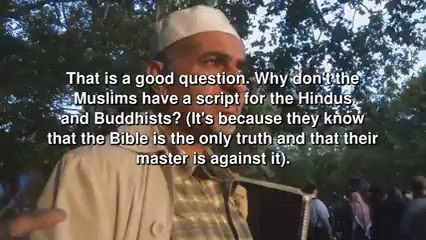 That is a good question. Why don't the
Muslims have a script for the Hindus
and Buddhists? (It's because they know
that the Bible is the only truth and that their
master is against it).